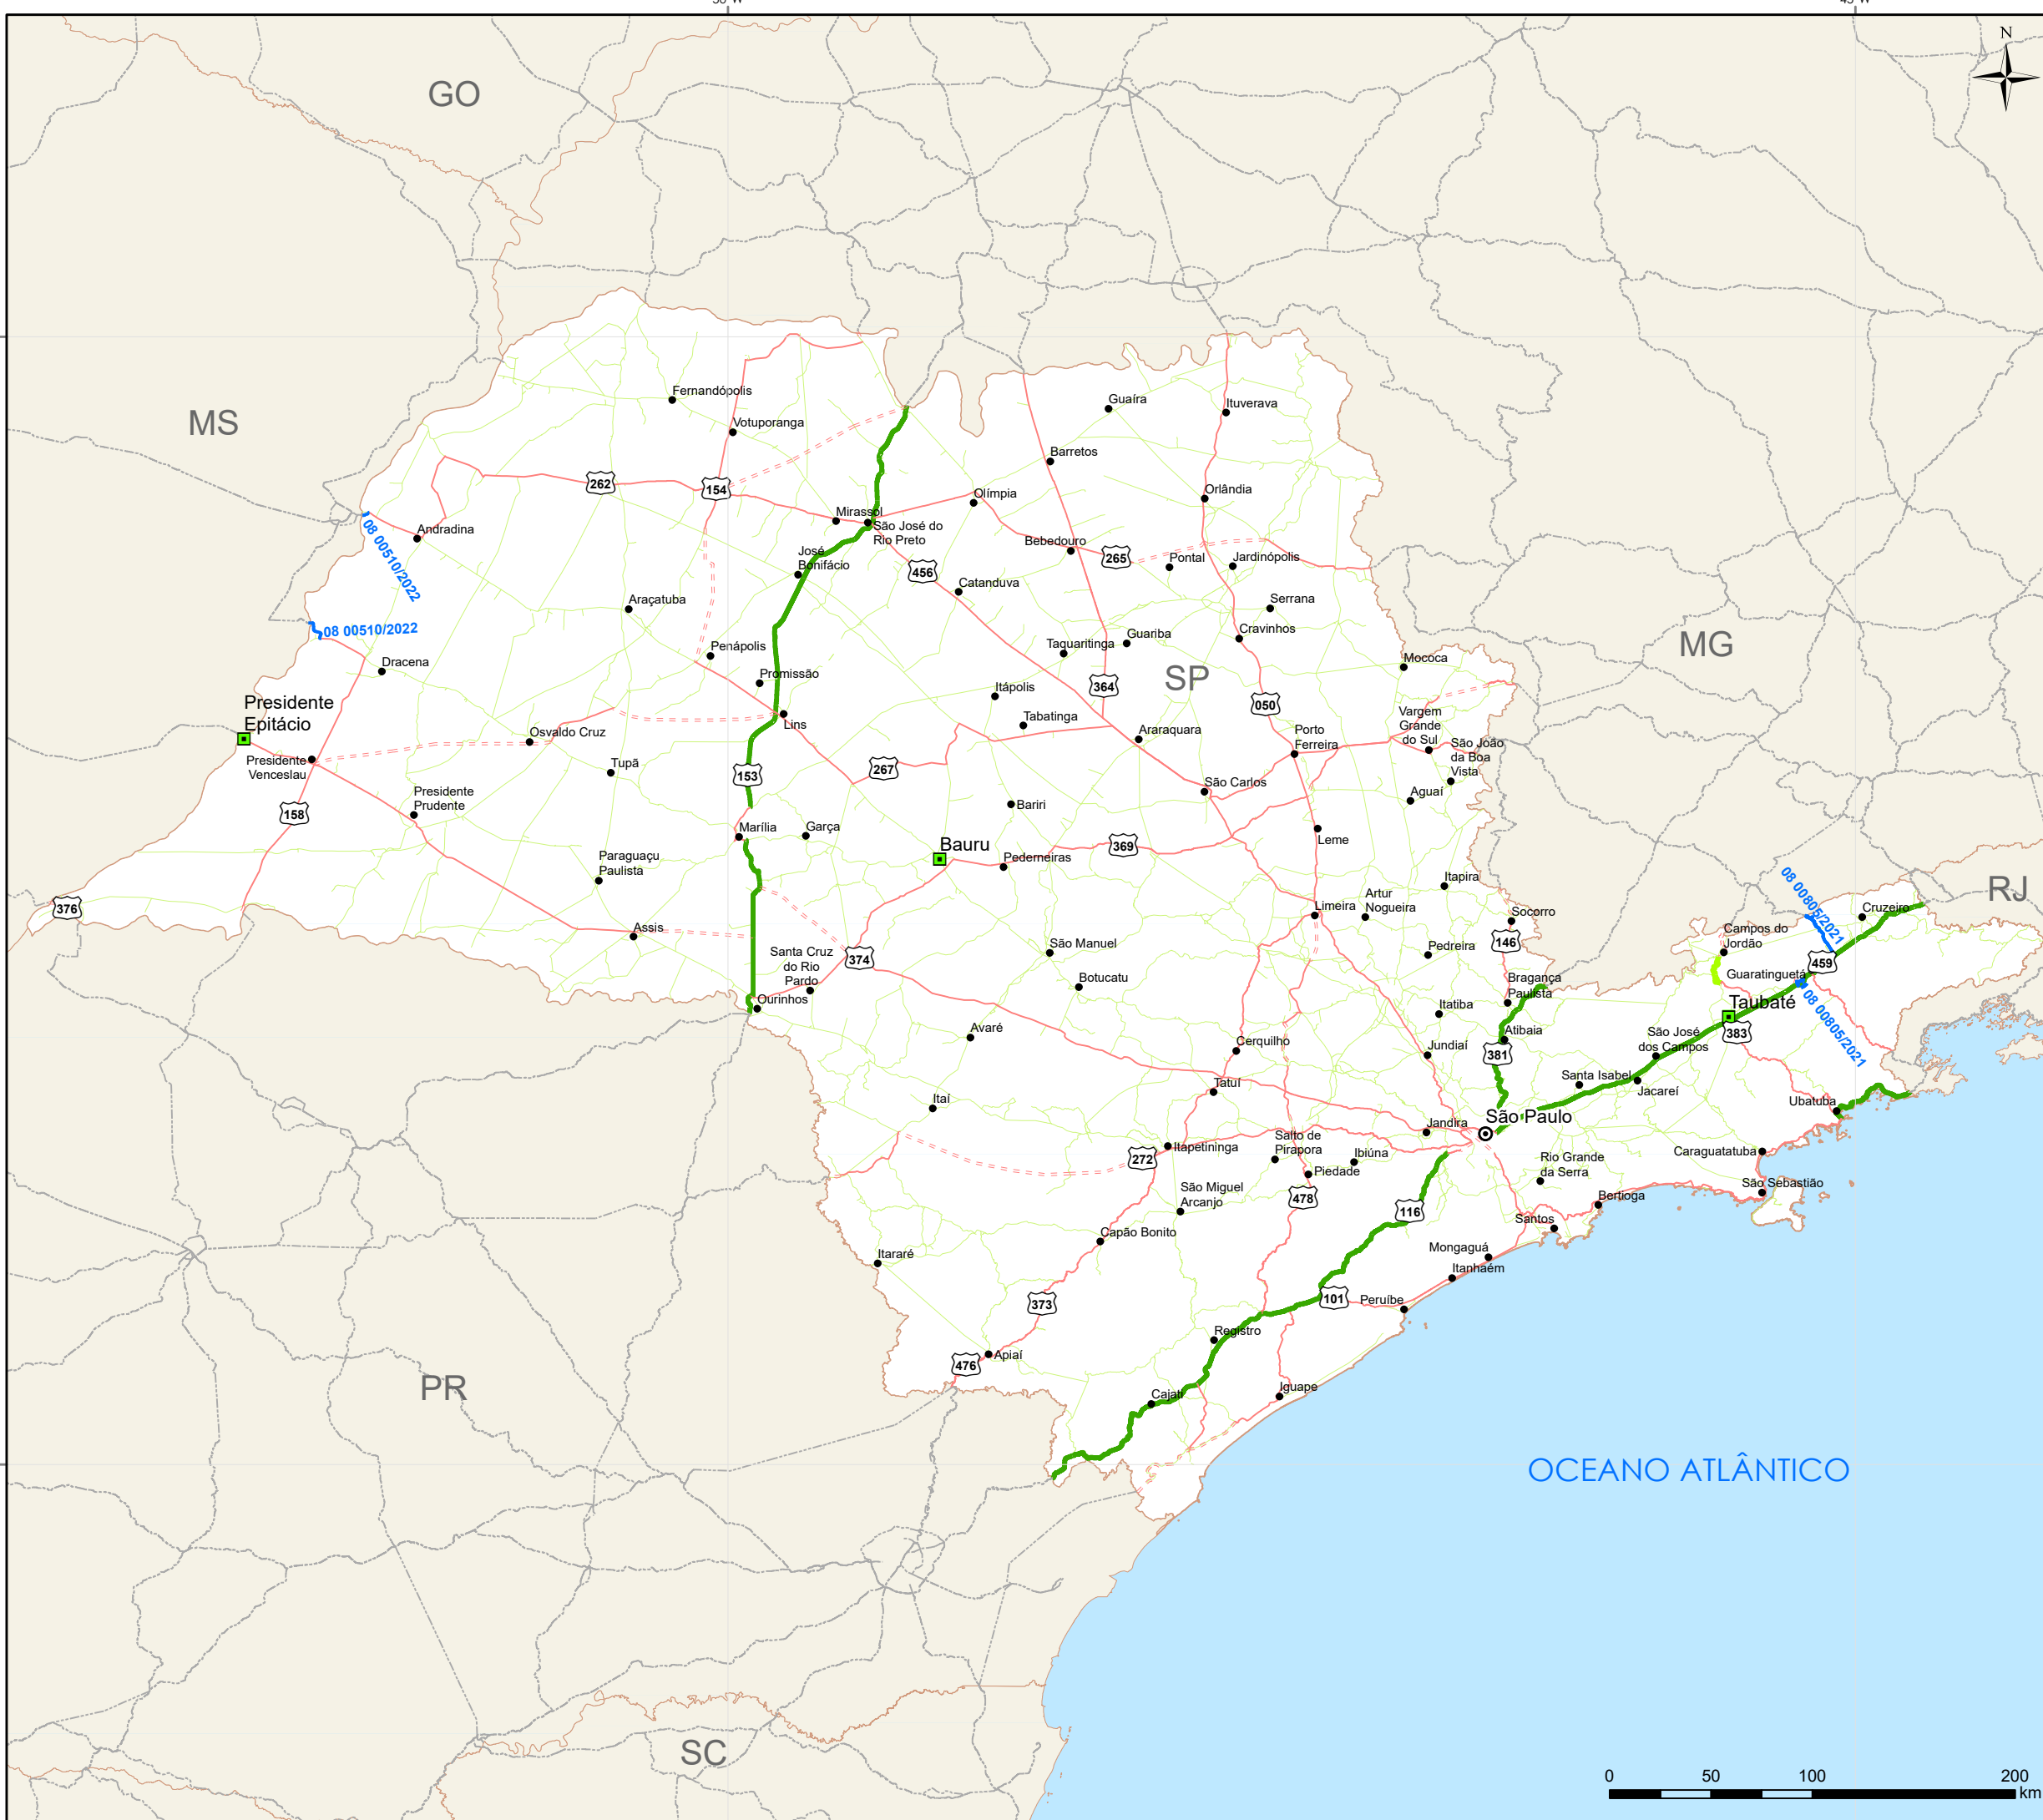 N
GO
MS
MG
SP
RJ
PR
SC
Fernandópolis
Votuporanga
Guaíra
Ituverava
Barretos
262
154
Olímpia
Orlândia
Mirassol
São José do
Rio Preto
Andradina
08 00510/2022
José
Bonifácio
Bebedouro
265
Pontal
Jardinópolis
456
Catanduva
Araçatuba
Serrana
08 00510/2022
Cravinhos
Guariba
Taquaritinga
Penápolis
Dracena
Promissão
Mococa
Itápolis
364
050
Presidente
Epitácio
Tabatinga
Lins
Araraquara
Osvaldo Cruz
Porto
Ferreira
Vargem
Grande
do Sul
São João
da Boa
Vista
Presidente
Venceslau
Tupã
153
267
São Carlos
Aguaí
158
Presidente
Prudente
Bariri
Marília
Garça
Leme
Bauru
369
Pederneiras
Paraguaçu
Paulista
Itapira
376
Artur
Nogueira
Limeira
Socorro
08 00805/2021
Cruzeiro
Assis
146
Campos do
Jordão
459
São Manuel
Pedreira
Santa Cruz
do Rio
Pardo
374
Botucatu
Guaratinguetá
Bragança
Paulista
Ourinhos
Itatiba
Taubaté
383
08 00805/2021
Avaré
Atibaia
381
São José
dos Campos
Cerquilho
Jundiaí
Santa Isabel
Jacareí
Tatuí
Itaí
Ubatuba
São Paulo
Jandira
Itapetininga
272
Salto de
Pirapora
Ibiúna
Piedade
Caraguatatuba
Rio Grande
da Serra
São Sebastião
São Miguel
Arcanjo
478
116
Bertioga
Santos
Capão Bonito
Mongaguá
Itararé
Itanhaém
373
101
Peruíbe
Registro
476
Apiaí
Cajati
Iguape
OCEANO ATLÂNTICO
0
50
100
200
km